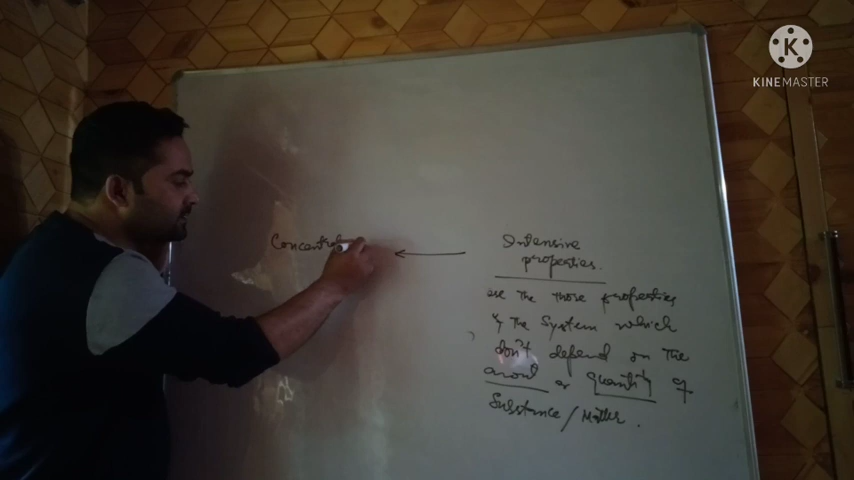 KINEMASTER
Concentra
Intensive
properties.
are the those properties
of the System which
don't depend on the
amount or Quantity of
Substance / Matter.